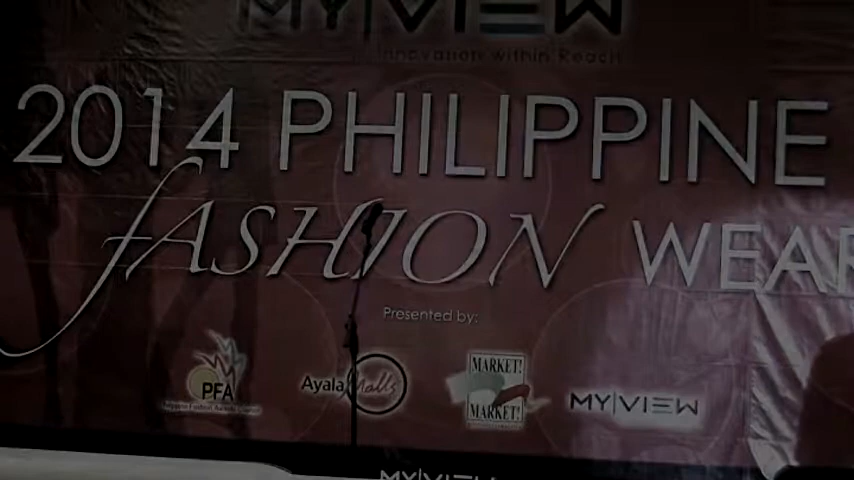 MY|VIEW
Innovation within Reach
2014 PHILIPPINE
FASHION WEAR
Presented by:
PFA
Ayala Malls
MARKET!
MARKET!
MY|VIEW
MY|VIEW